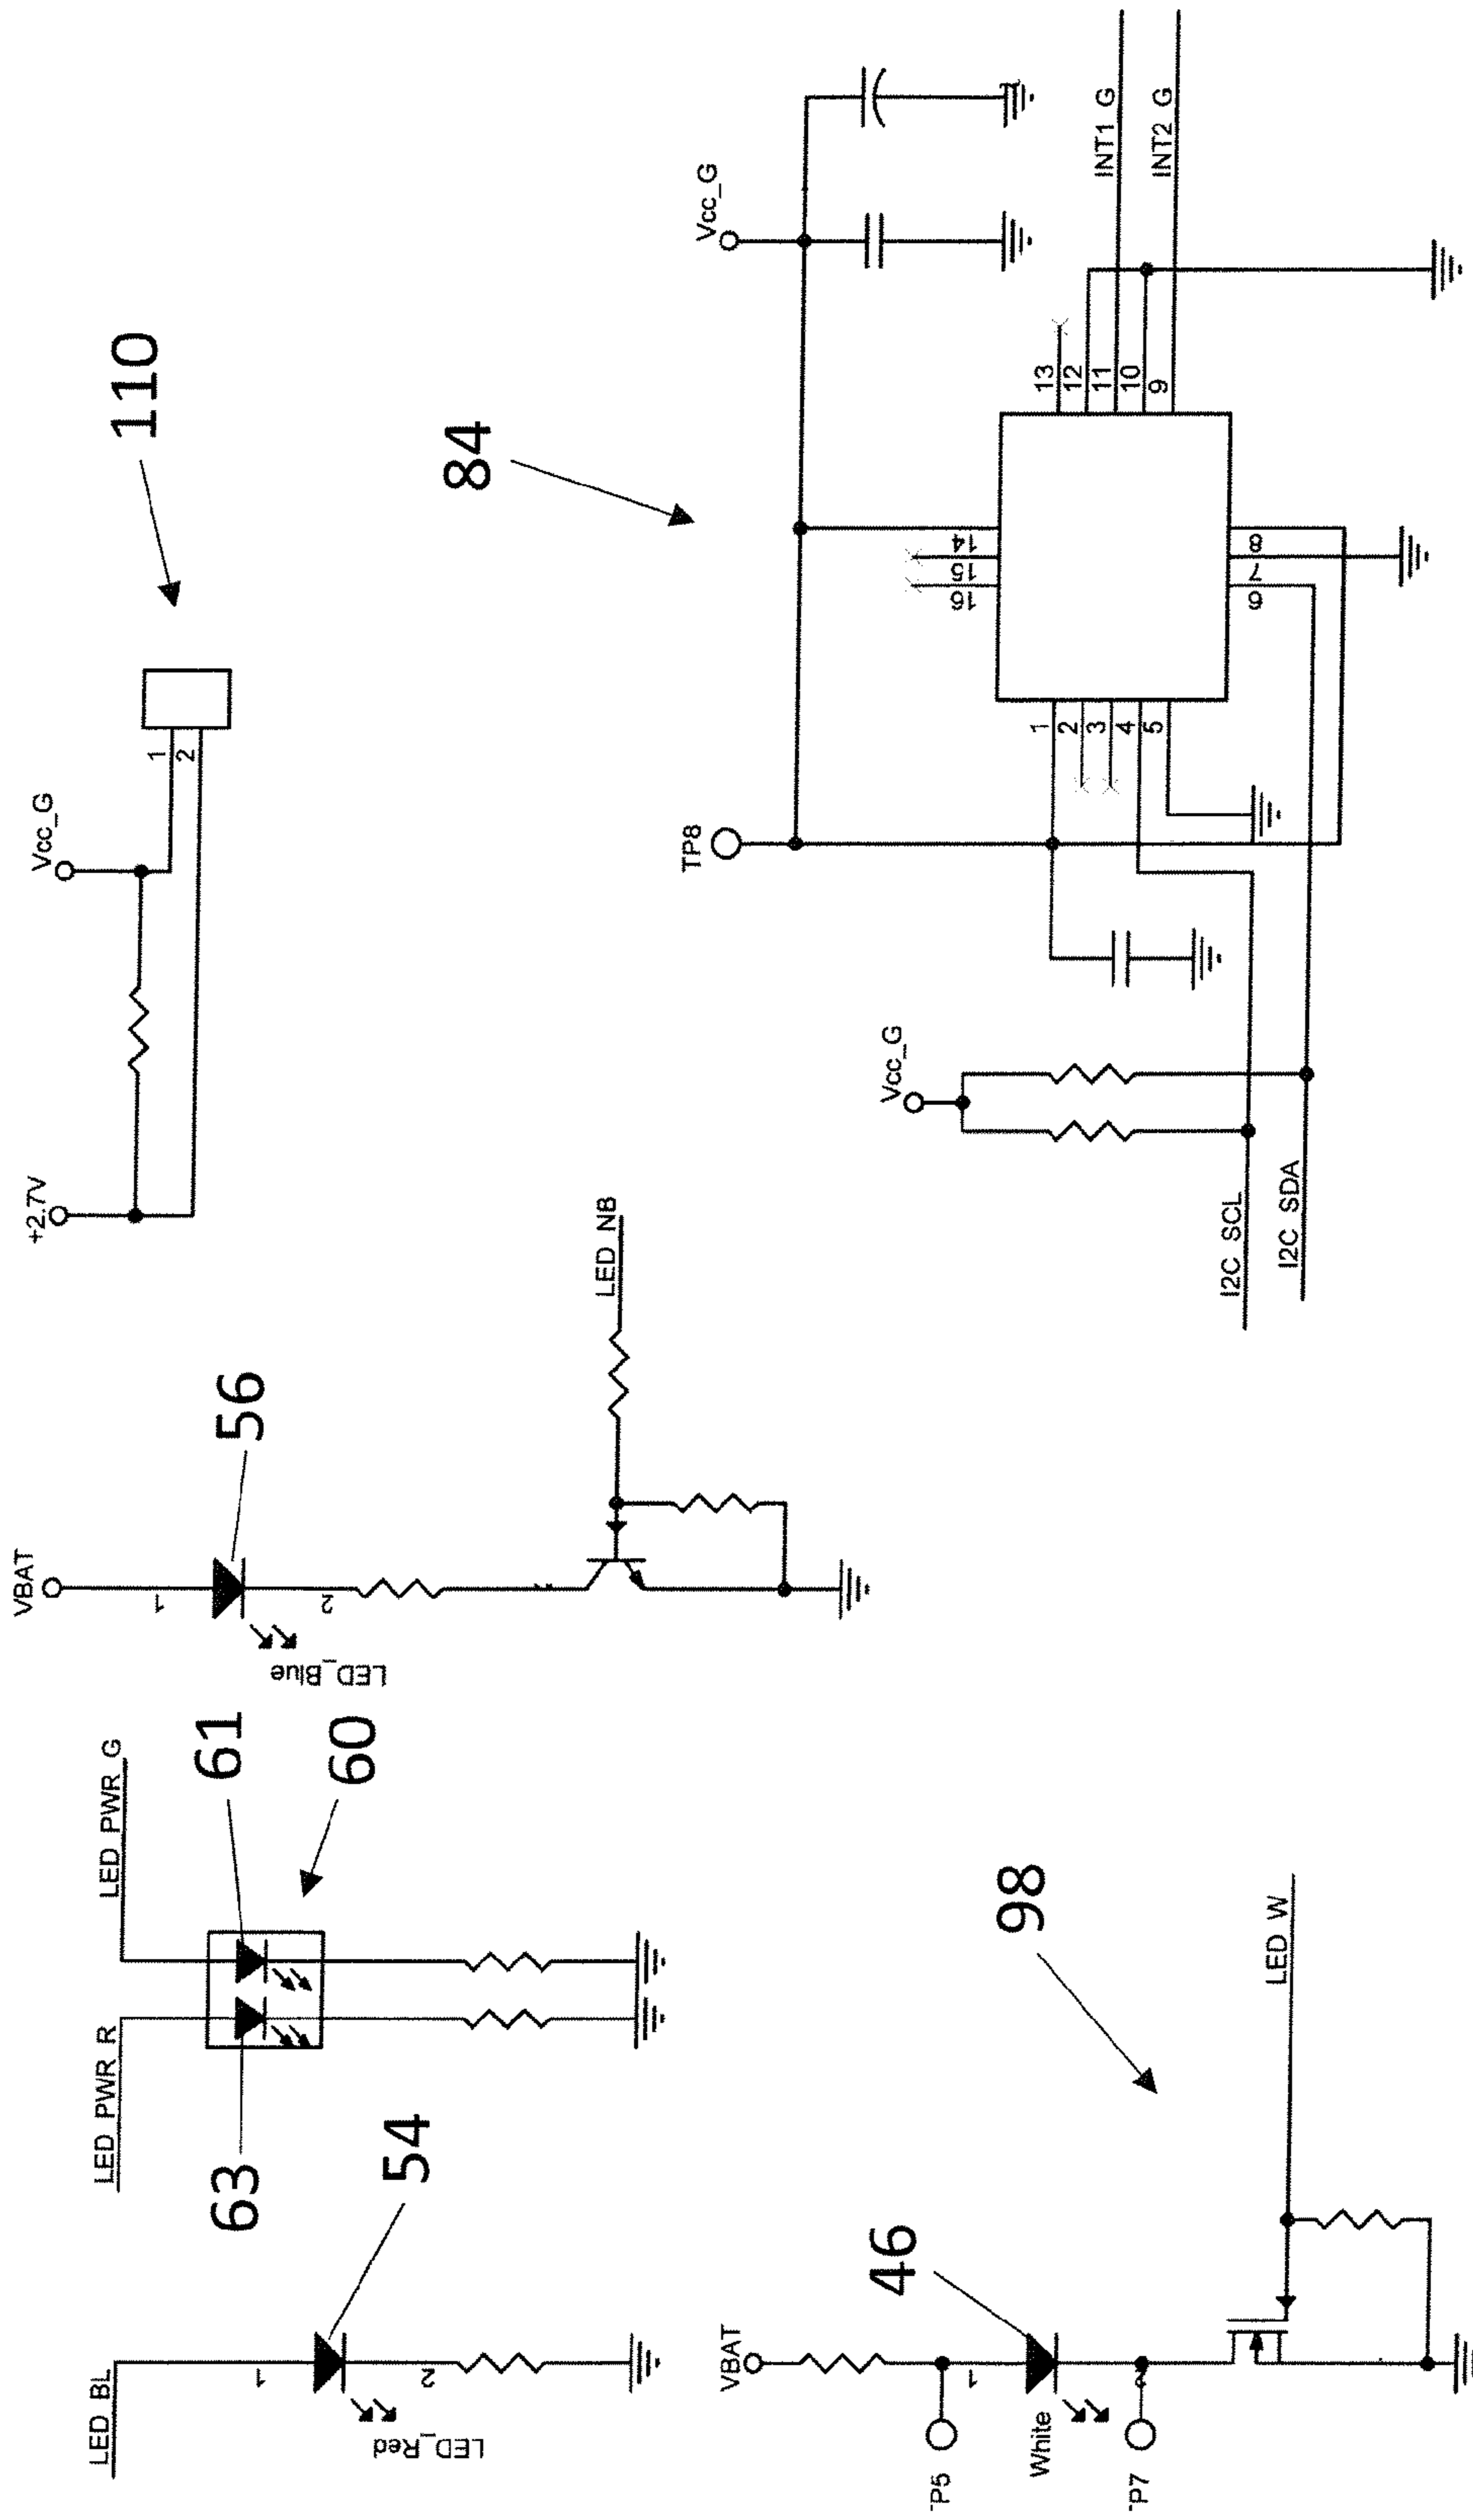 LED_BL
1
2
LED_Red
54
LED_PWR_R
LED_PWR_G
63
61
60
VBAT
1
2
LED_Blue
56
LED_NB
+2.7V
Vcc_G
1
2
110
VBAT
TP5
1
White
46
2
TP7
98
LED_W
I2C_SCL
I2C_SDA
Vcc_G
TP8
84
Vcc_G
1
2
3
4
5
6
7
8
16
15
14
13
12
11
10
9
INT1_G
INT2_G